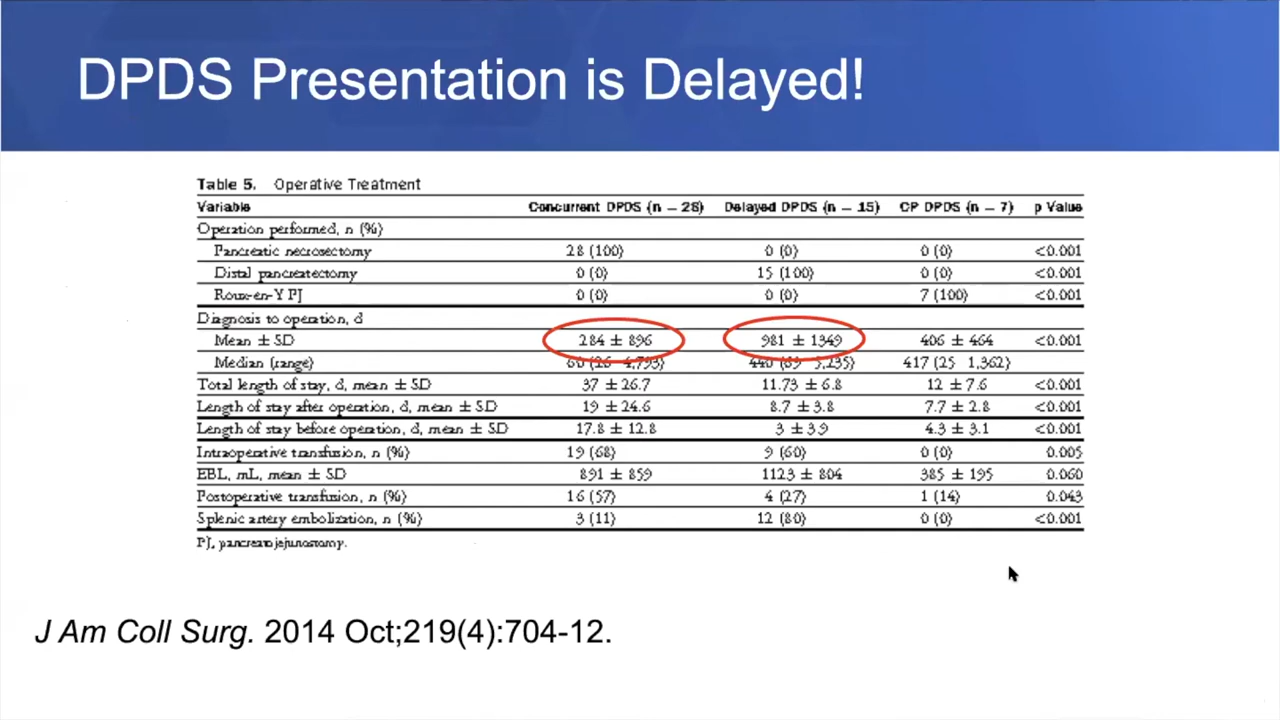 DPDS Presentation is Delayed!
Table 5. Operative Treatment
Variable Concurrent DPDS (n = 28) Delayed DPDS (n = 15) CP DPDS (n = 7) p Value
Operation performed, n (%)
Pancreatic necrosectomy 28 (100) 0 (0) 0 (0) <0.001
Distal pancreatectomy 0 (0) 15 (100) 0 (0) <0.001
Roux-en-Y PJ 0 (0) 0 (0) 7 (100) <0.001
Diagnosis to operation, d
Mean ± SD 284 ± 896 981 ± 1349 406 ± 464 <0.001
Median (range) 417 (25–1,362)
Total length of stay, d, mean ± SD 37 ± 26.7 11.73 ± 6.8 12 ± 7.6 <0.001
Length of stay after operation, d, mean ± SD 19 ± 24.6 8.7 ± 3.8 7.7 ± 2.8 <0.001
Length of stay before operation, d, mean ± SD 17.8 ± 12.8 3 ± 3.9 4.3 ± 3.1 <0.001
Intraoperative transfusion, n (%) 19 (68) 9 (60) 0 (0) 0.005
EBL, mL, mean ± SD 891 ± 859 1123 ± 804 385 ± 195 0.060
Postoperative transfusion, n (%) 16 (57) 4 (27) 1 (14) 0.043
Splenic artery embolization, n (%) 3 (11) 12 (80) 0 (0) <0.001
PJ, pancreatojejunostomy.
J Am Coll Surg. 2014 Oct;219(4):704-12.